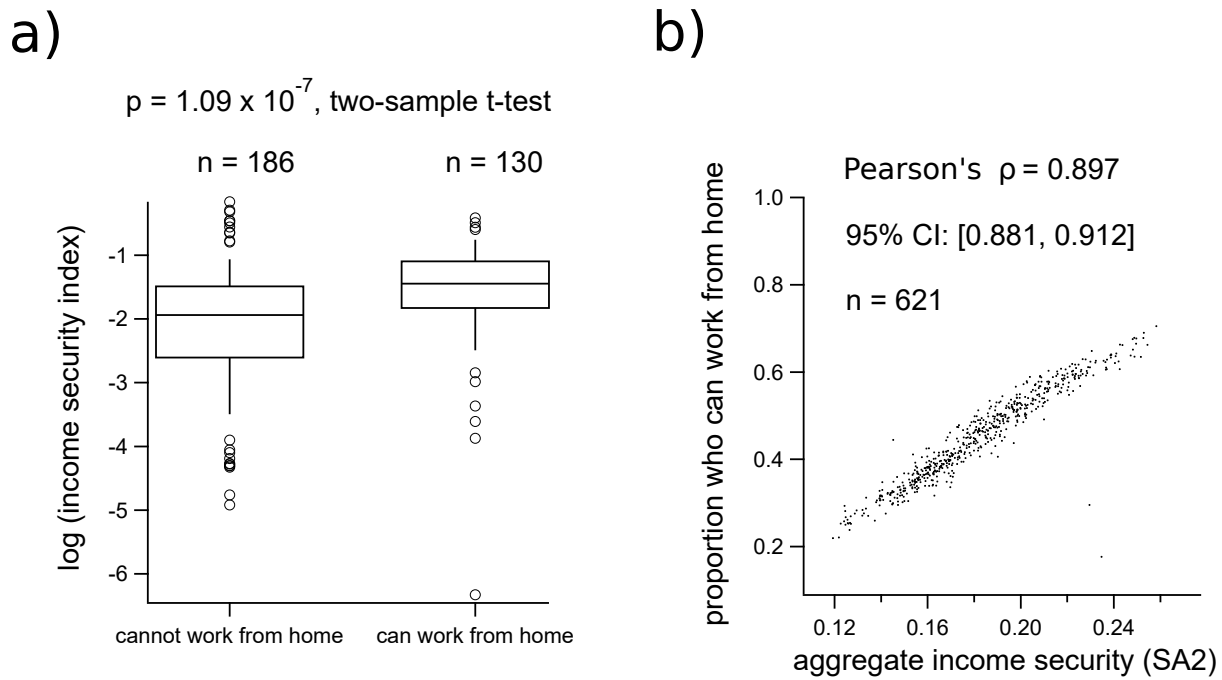 a)
p = 1.09 x 10^-7, two-sample t-test
n = 186
n = 130
log (income security index)
-1
-2
-3
-4
-5
-6
cannot work from home
can work from home
b)
Pearson's ρ = 0.897
95% CI: [0.881, 0.912]
n = 621
proportion who can work from home
1.0
0.8
0.6
0.4
0.2
0.12
0.16
0.20
0.24
aggregate income security (SA2)